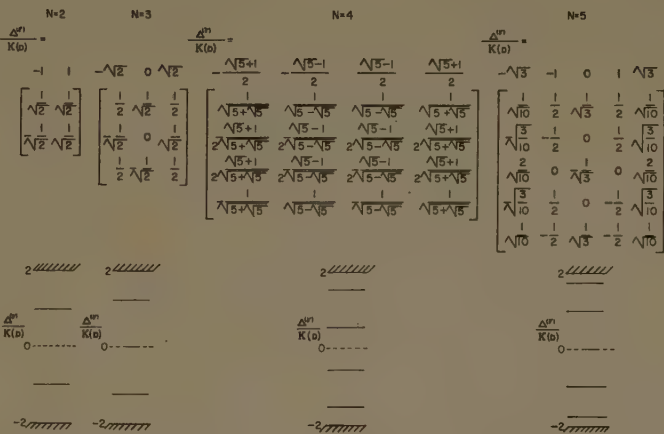 N=2 N=3 N=4 N=5
Δ⁽ʳ⁾/K(D) = Δ⁽ʳ⁾/K(D) = Δ⁽ʳ⁾/K(D) =
-1 1
1/√2 1/√2
-1/√2 1/√2
-√2 0 √2
1/2 1/√2 1/2
-1/√2 0 1/√2
1/2 -1/√2 1/2
-(√5+1)/2 -(√5-1)/2 (√5-1)/2 (√5+1)/2
1/√(5+√5) 1/√(5-√5) 1/√(5-√5) 1/√(5+√5)
(√5+1)/2√(5+√5) (√5-1)/2√(5-√5) (√5-1)/2√(5-√5) (√5+1)/2√(5+√5)
(√5+1)/2√(5+√5) (√5-1)/2√(5-√5) (√5-1)/2√(5-√5) (√5+1)/2√(5+√5)
1/√(5+√5) 1/√(5-√5) 1/√(5-√5) 1/√(5+√5)
-√3 -1 0 1 √3
1/√10 1/2 1/√3 1/2 1/√10
-√(3/10) -1/2 0 1/2 √(3/10)
2/√10 0 -1/√3 0 2/√10
-√(3/10) 1/2 0 -1/2 √(3/10)
1/√10 -1/2 1/√3 -1/2 1/√10
2 2 2
Δ⁽ʳ⁾/K(D) Δ⁽ʳ⁾/K(D) Δ⁽ʳ⁾/K(D) Δ⁽ʳ⁾/K(D)
0 0 0 0
-2 -2 -2 -2